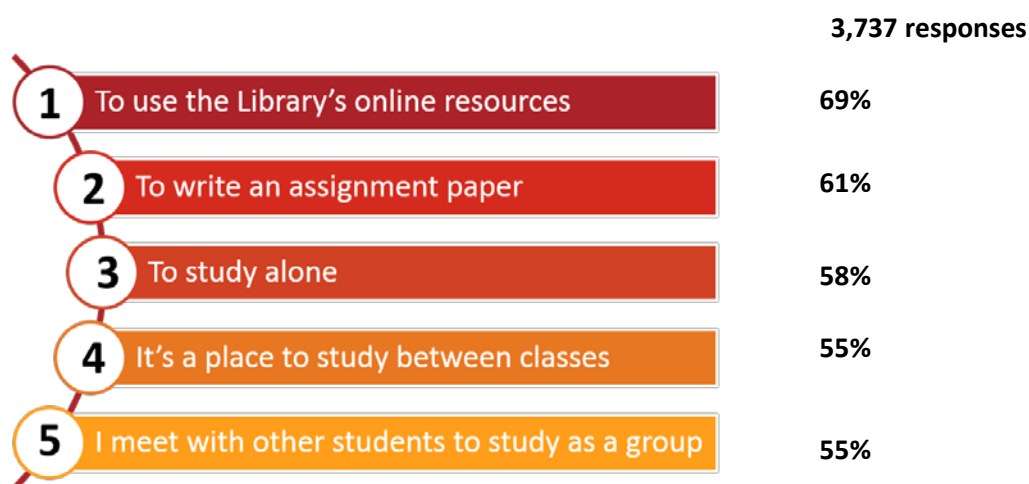 3,737 responses
1 To use the Library's online resources 69%
2 To write an assignment paper 61%
3 To study alone 58%
4 It's a place to study between classes 55%
5 I meet with other students to study as a group 55%